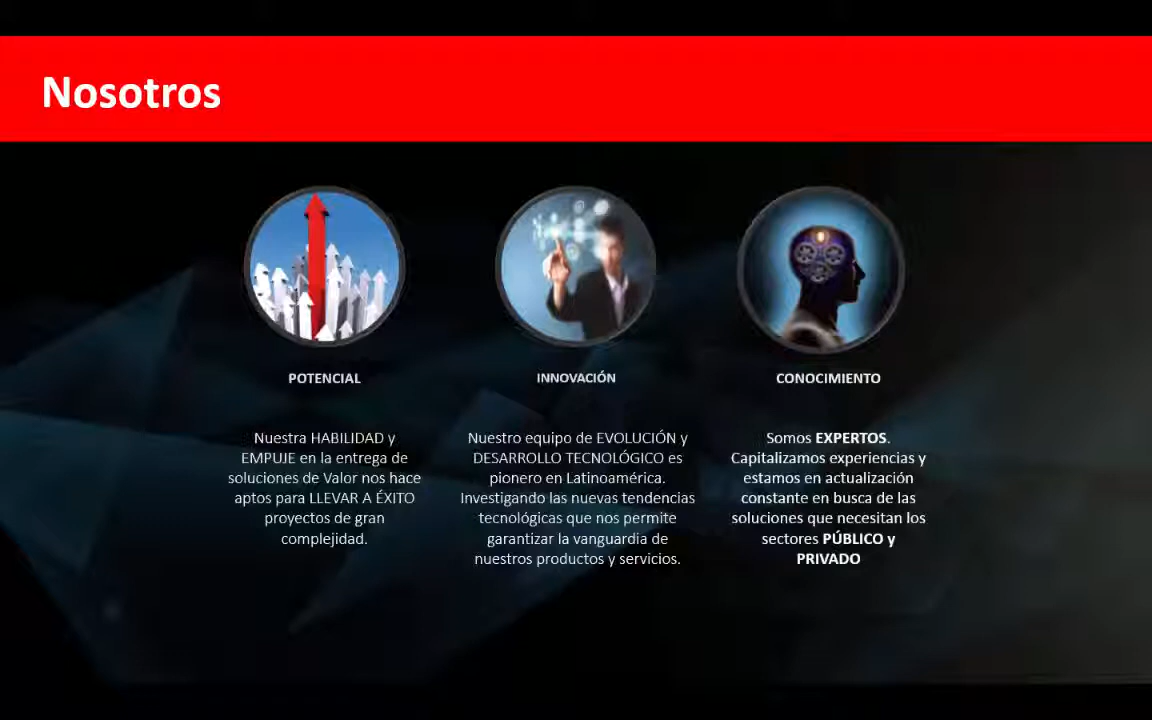 Nosotros
POTENCIAL
Nuestra HABILIDAD y
EMPUJE en la entrega de
soluciones de Valor nos hace
aptos para LLEVAR A ÉXITO
proyectos de gran
complejidad.
INNOVACIÓN
Nuestro equipo de EVOLUCIÓN y
DESARROLLO TECNOLÓGICO es
pionero en Latinoamérica.
Investigando las nuevas tendencias
tecnológicas que nos permite
garantizar la vanguardia de
nuestros productos y servicios.
CONOCIMIENTO
Somos EXPERTOS.
Capitalizamos experiencias y
estamos en actualización
constante en busca de las
soluciones que necesitan los
sectores PÚBLICO y
PRIVADO